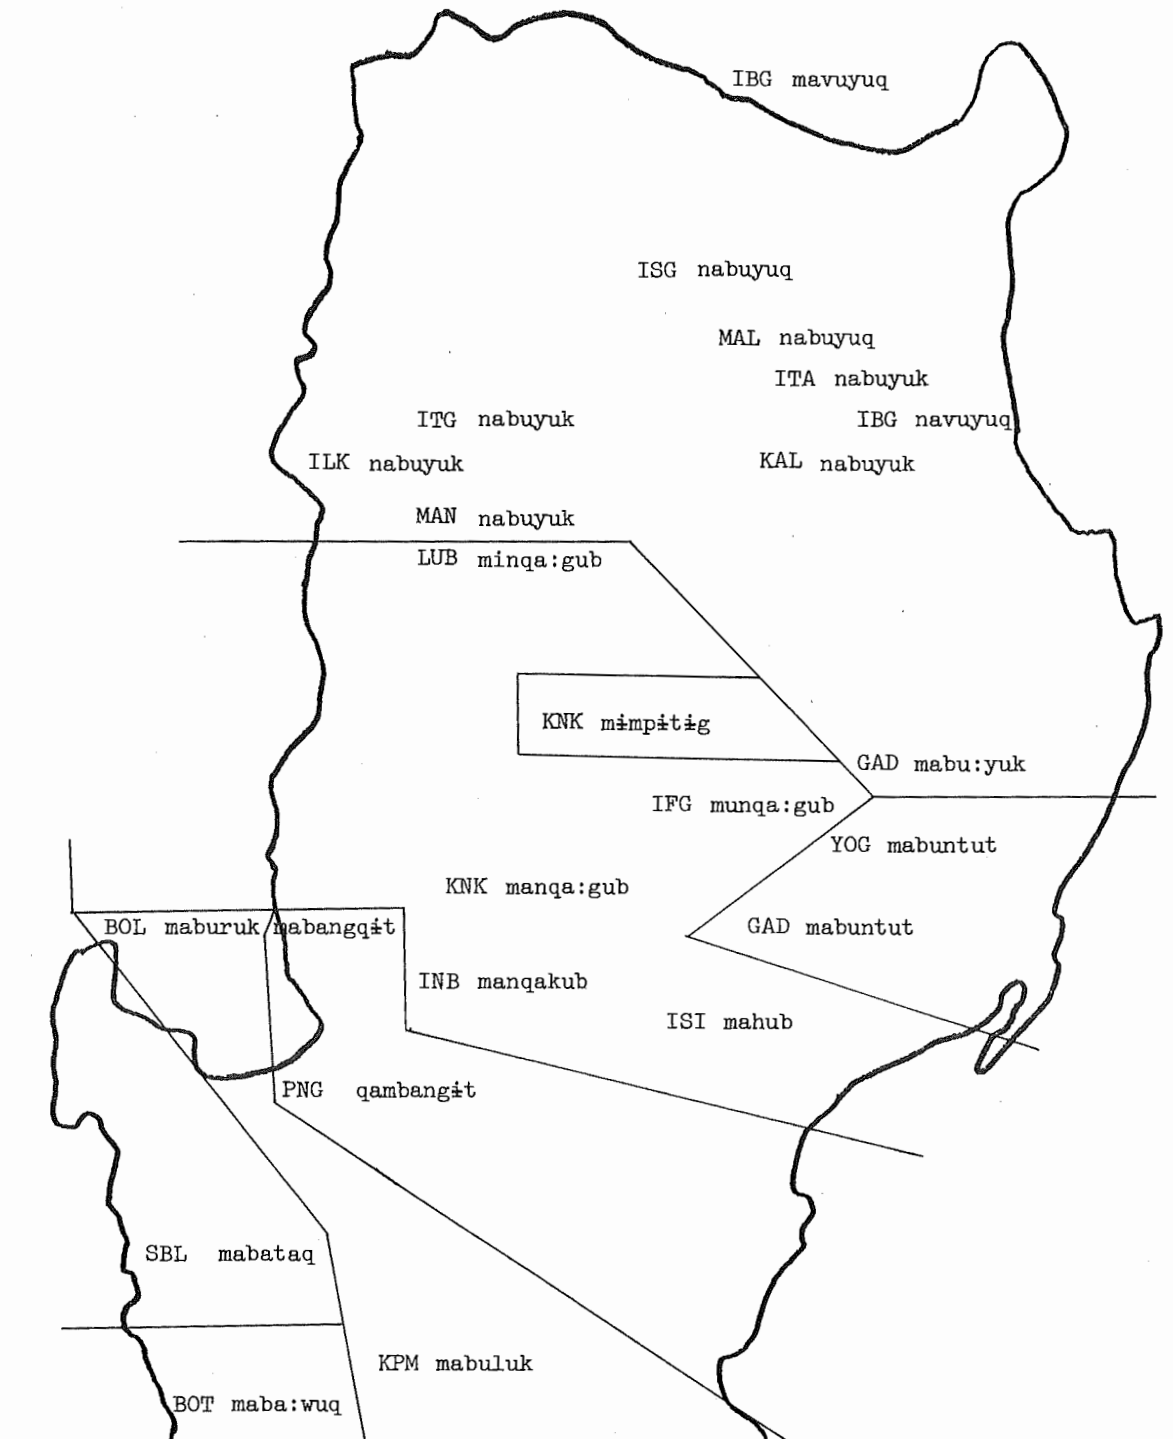 IBG mavuyuq
ISG nabuyuq
MAL nabuyuq
ITA nabuyuk
ITG nabuyuk
IBG navuyuq
ILK nabuyuk
KAL nabuyuk
MAN nabuyuk
LUB minqa:gub
KNK mɨmpɨtɨg
GAD mabu:yuk
IFG munqa:gub
YOG mabuntut
KNK manqa:gub
BOL maburuk mabangqɨt
GAD mabuntut
INB manqakub
ISI mahub
PNG qambangɨt
SBL mabataq
KPM mabuluk
BOT maba:wuq